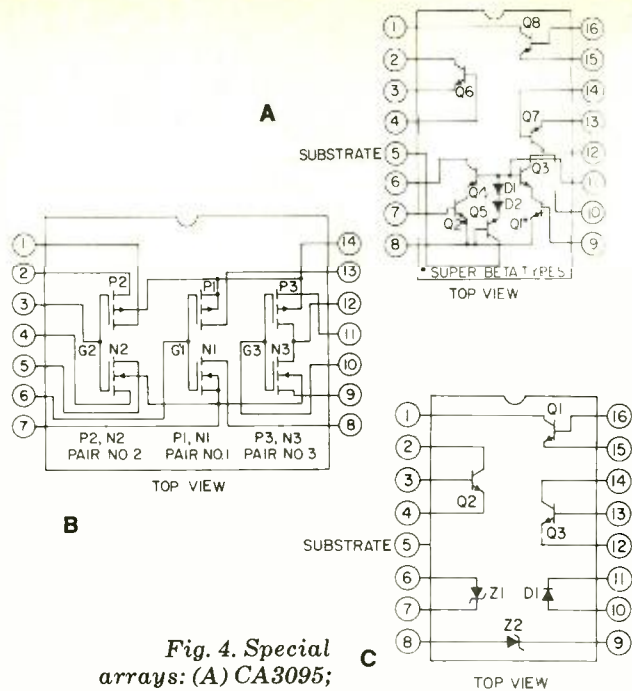 A
1
2
3
4
SUBSTRATE 5
6
7
8
Q8
Q6
Q7
Q3
Q4
D1
D2
Q5
Q2
Q1*
16
15
14
13
12
11
10
9
* SUPER BETA TYPES
TOP VIEW
B
1
2
3
4
5
6
7
14
13
12
11
10
9
8
P2
P1
P3
G2
N2
G1
N1
G3
N3
P2, N2
PAIR NO. 2
P1, N1
PAIR NO.1
P3, N3
PAIR NO. 3
TOP VIEW
C
1
2
3
4
SUBSTRATE 5
6
7
8
Q1
Q2
Q3
Z1
D1
Z2
16
15
14
13
12
11
10
9
TOP VIEW
Fig. 4. Special
arrays: (A) CA3095;